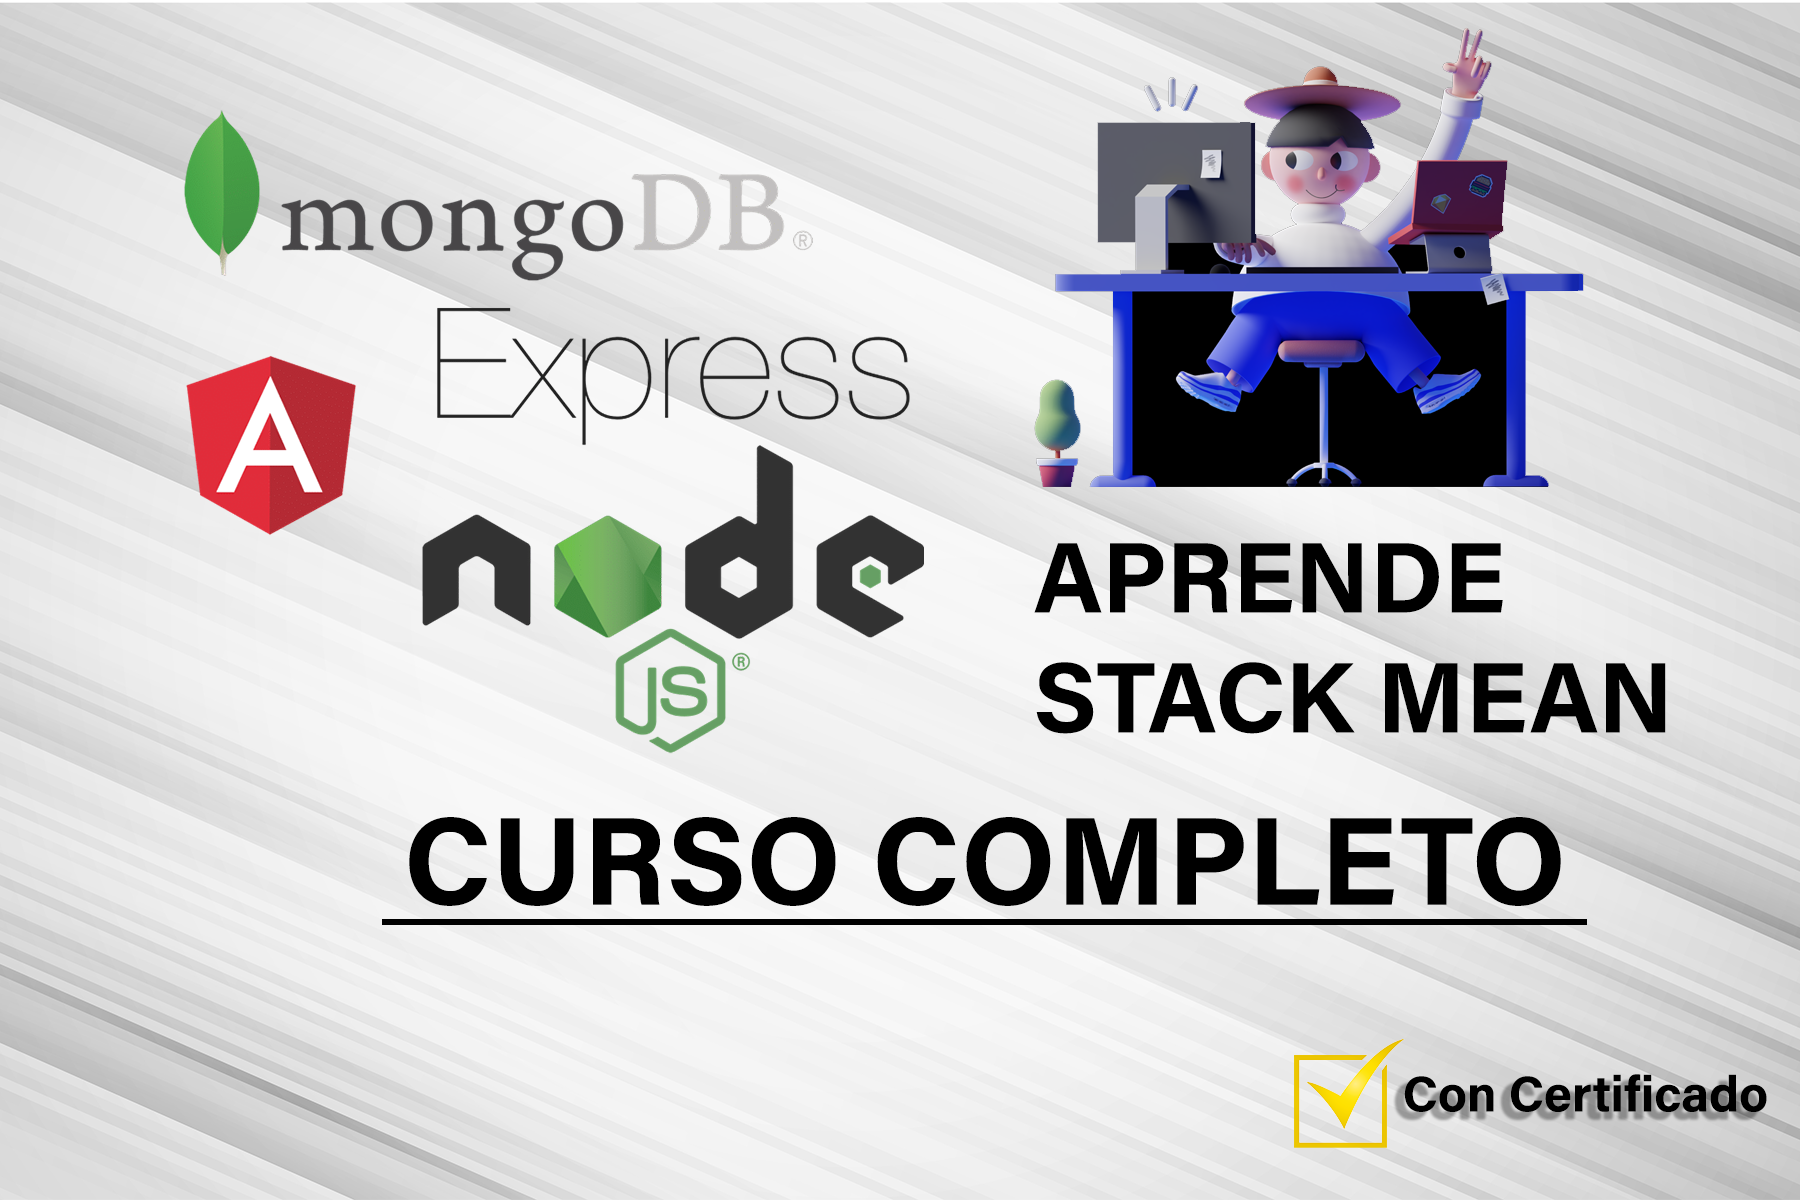 mongoDB®
Express
A
node
JS®
APRENDE
STACK MEAN
CURSO COMPLETO
Con Certificado